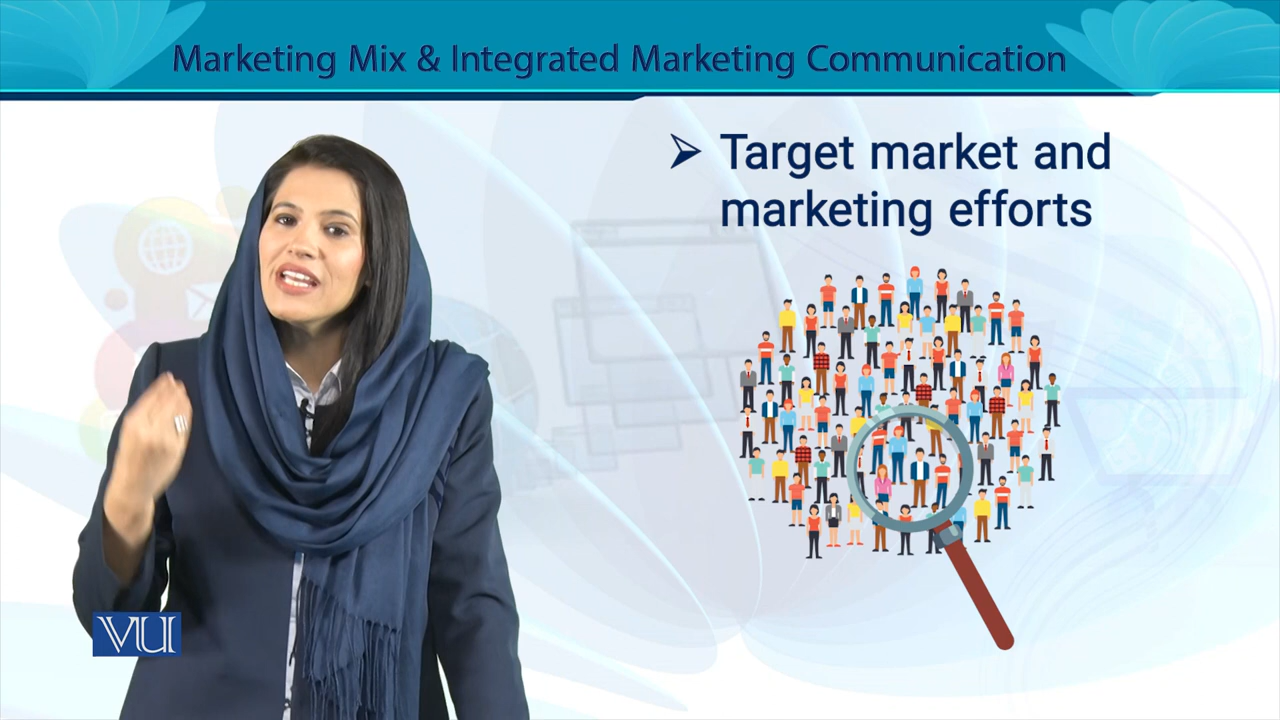 Marketing Mix & Integrated Marketing Communication
➢ Target market and
marketing efforts
VU